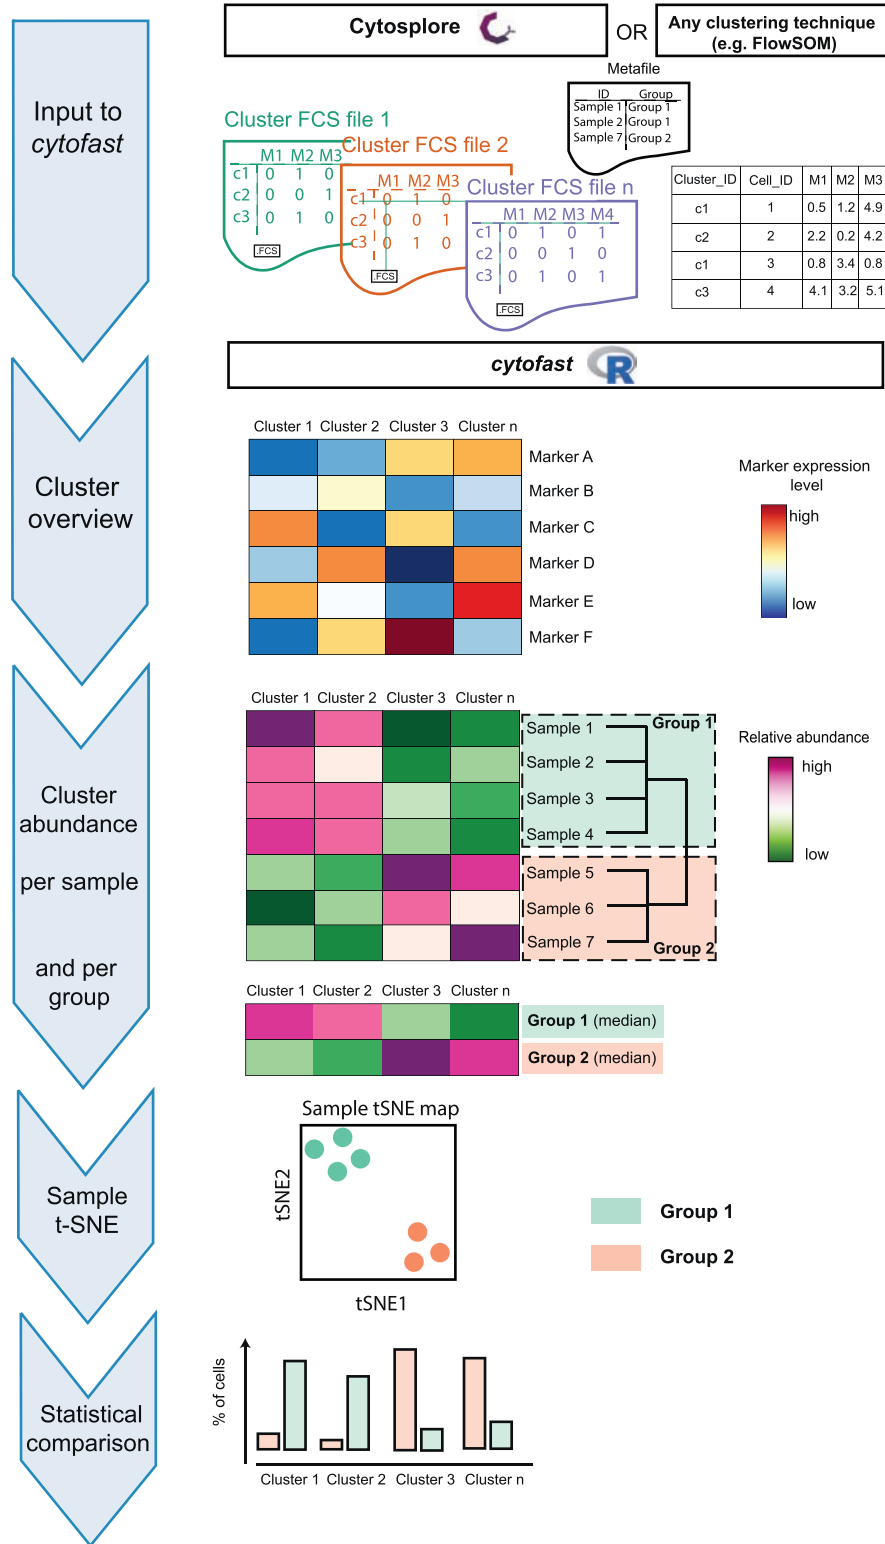 Input to
cytofast
Cytosplore
OR
Any clustering technique
(e.g. FlowSOM)
Metafile
ID Group
Sample 1 Group 1
Sample 2 Group 1
Sample 7 Group 2
Cluster FCS file 1
M1 M2 M3
c1 0 1 0
c2 0 0 1
c3 0 1 0
.FCS
Cluster FCS file 2
M1 M2 M3
c1 0 1 0
c2 0 0 1
c3 0 1 0
.FCS
Cluster FCS file n
M1 M2 M3 M4
c1 0 1 0 1
c2 0 0 1 0
c3 0 1 0 1
.FCS
Cluster_ID Cell_ID M1 M2 M3
c1 1 0.5 1.2 4.9
c2 2 2.2 0.2 4.2
c1 3 0.8 3.4 0.8
c3 4 4.1 3.2 5.1
cytofast R
Cluster
overview
Cluster 1 Cluster 2 Cluster 3 Cluster n
Marker A
Marker B
Marker C
Marker D
Marker E
Marker F
Marker expression
level
high
low
Cluster
abundance
per sample
and per
group
Cluster 1 Cluster 2 Cluster 3 Cluster n
Group 1
Sample 1
Sample 2
Sample 3
Sample 4
Sample 5
Sample 6
Sample 7
Group 2
Relative abundance
high
low
Cluster 1 Cluster 2 Cluster 3 Cluster n
Group 1 (median)
Group 2 (median)
Sample
t-SNE
Sample tSNE map
tSNE2
tSNE1
Group 1
Group 2
Statistical
comparison
% of cells
Cluster 1 Cluster 2 Cluster 3 Cluster n